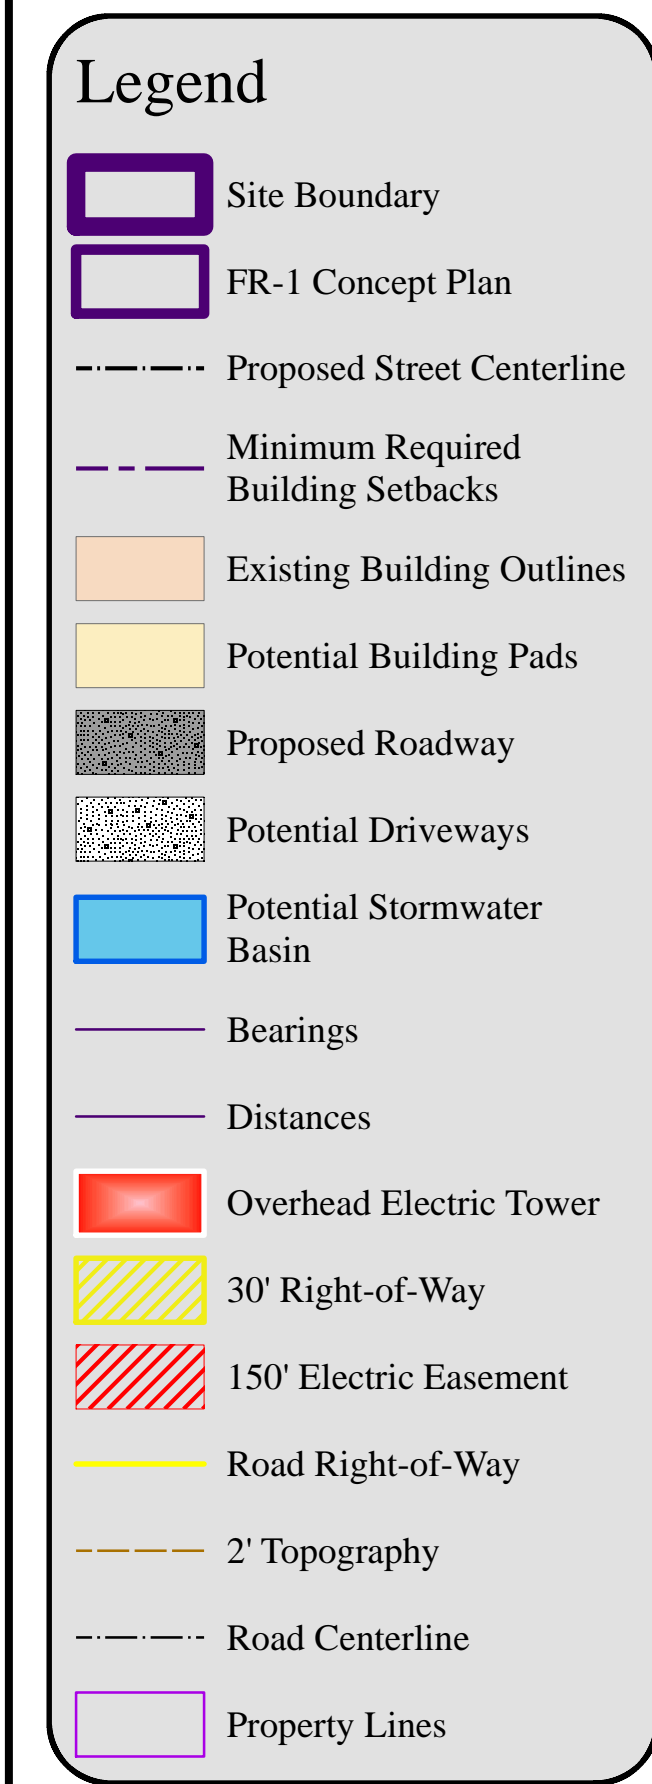 Legend
Site Boundary
FR-1 Concept Plan
Proposed Street Centerline
Minimum Required
Building Setbacks
Existing Building Outlines
Potential Building Pads
Proposed Roadway
Potential Driveways
Potential Stormwater
Basin
Bearings
Distances
Overhead Electric Tower
30' Right-of-Way
150' Electric Easement
Road Right-of-Way
2' Topography
Road Centerline
Property Lines